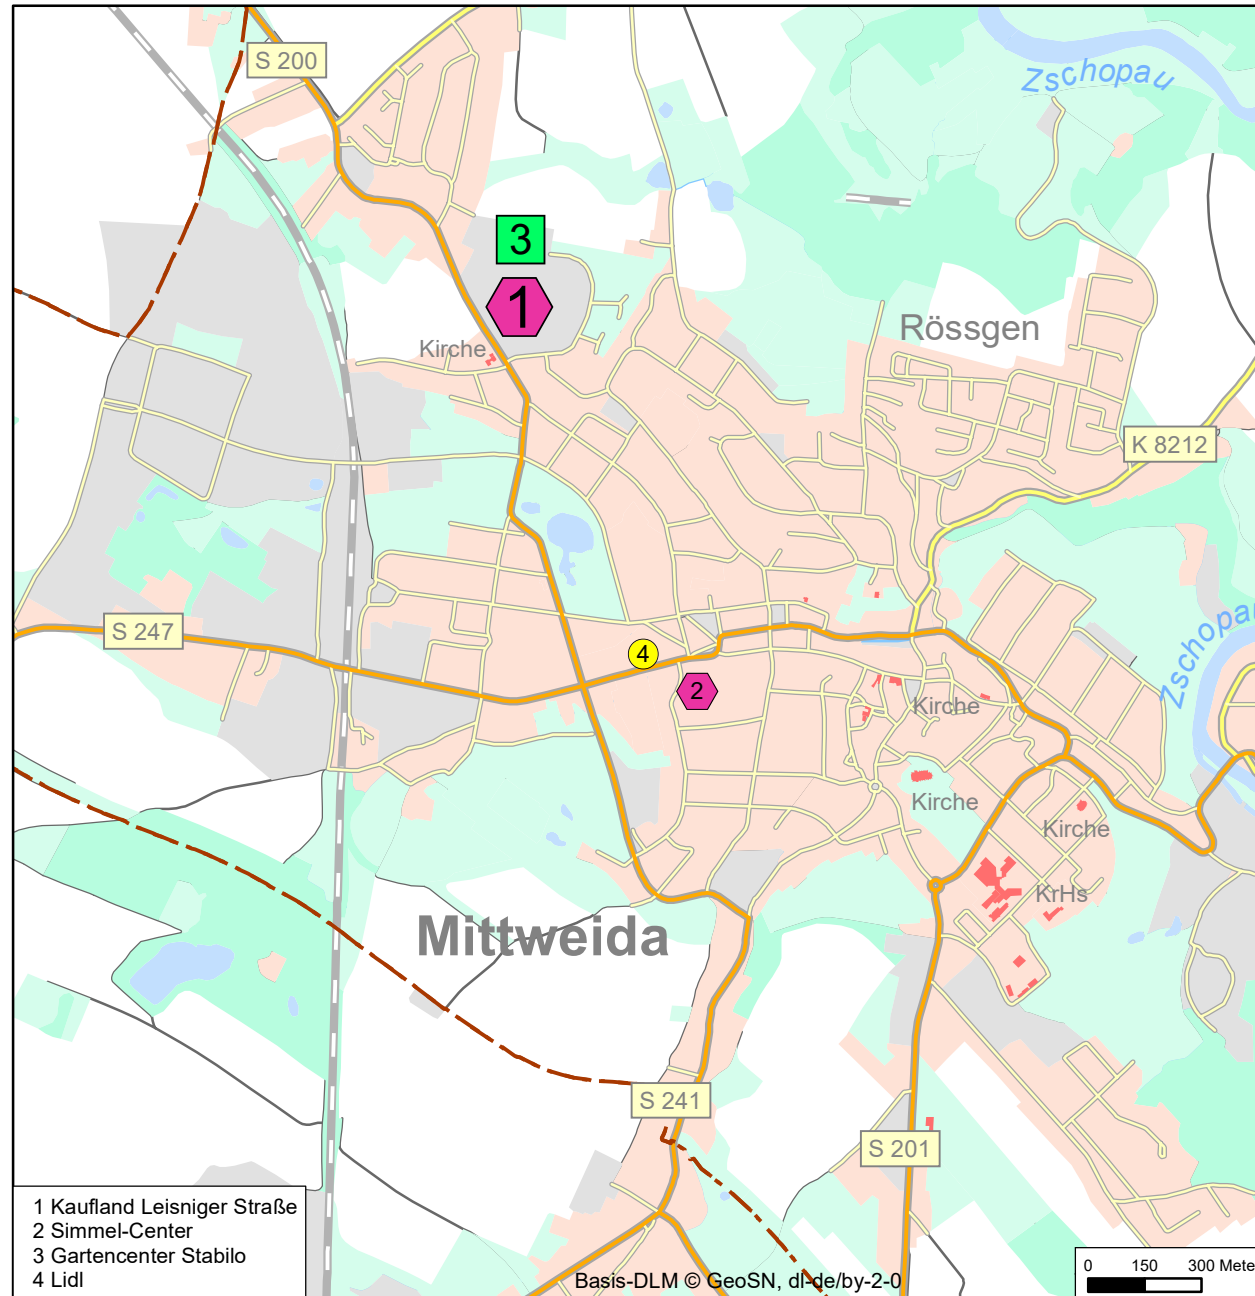 S 200
Zschopau
3
1
Kirche
Rössgen
K 8212
S 247
4
2
Zschopau
Kirche
Kirche
Kirche
KrHs
Mittweida
S 241
S 201
1 Kaufland Leisniger Straße
2 Simmel-Center
3 Gartencenter Stabilo
4 Lidl
Basis-DLM © GeoSN, dl-de/by-2-0
0 150 300 Mete